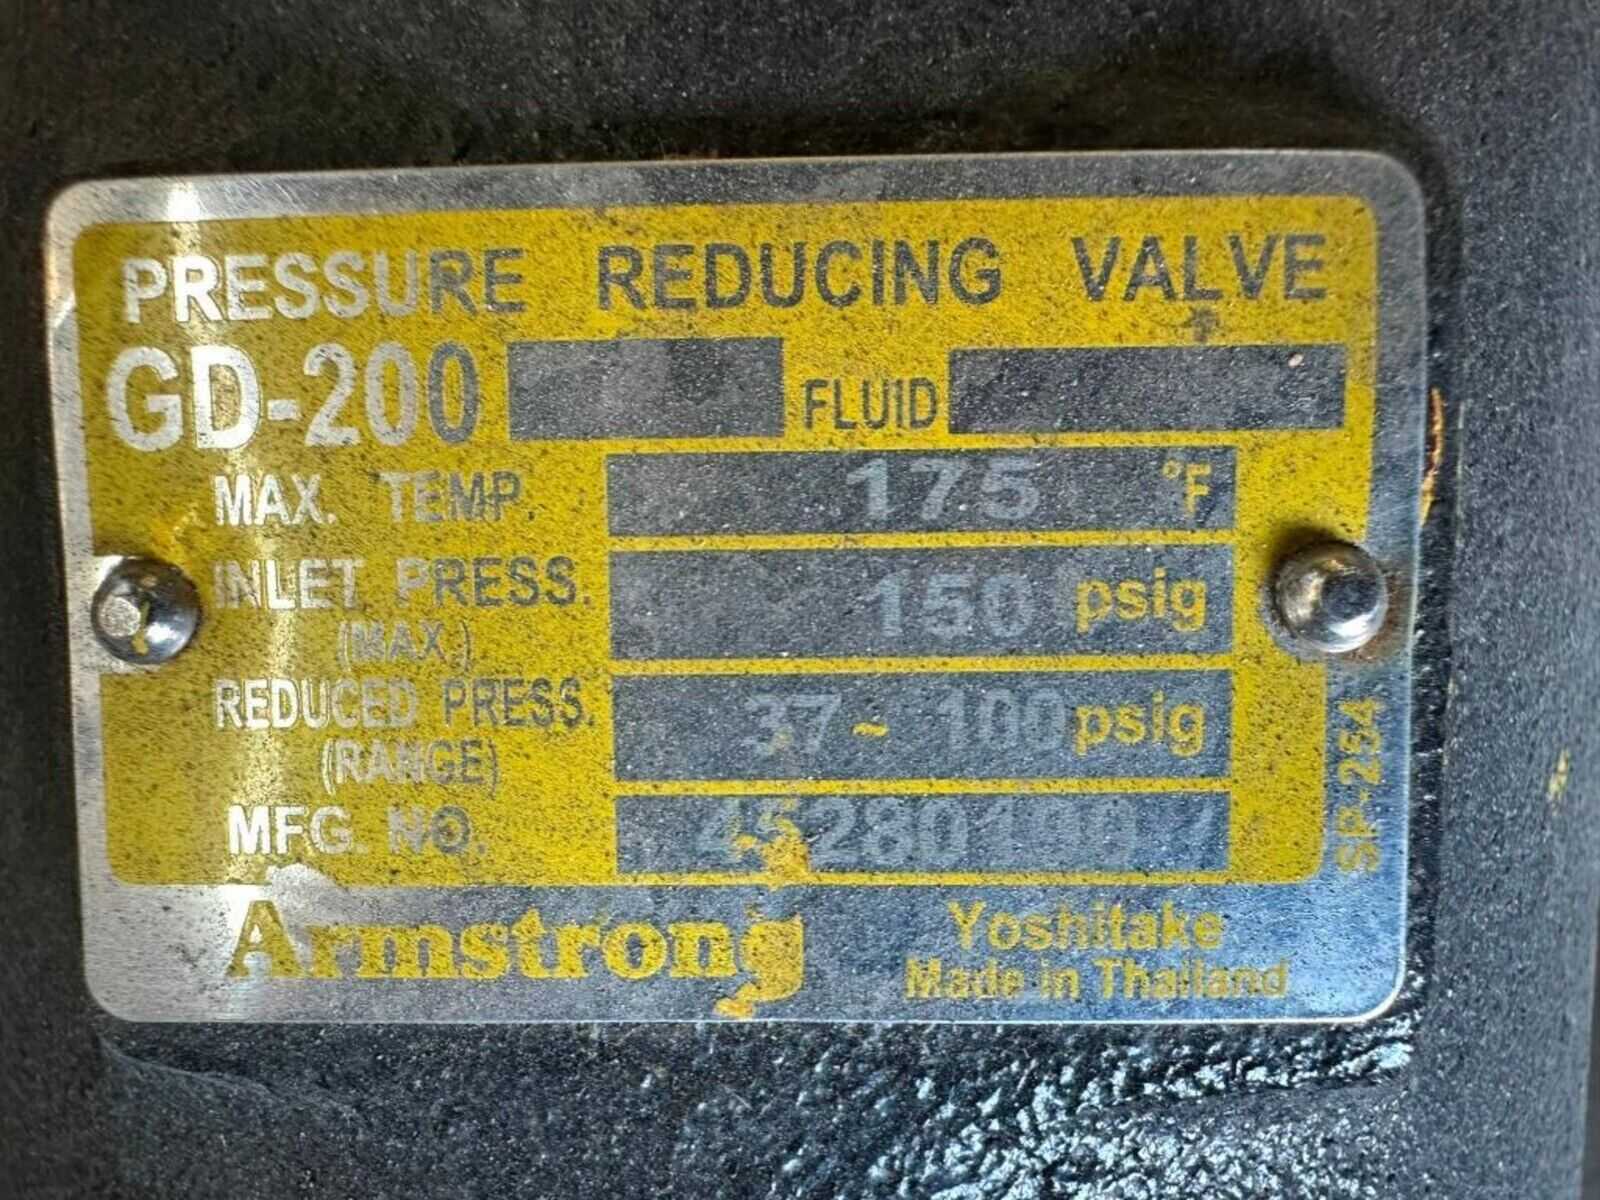 PRESSURE REDUCING VALVE
GD-200 FLUID
MAX. TEMP. 175 °F
INLET PRESS. 150 psig
(MAX.)
REDUCED PRESS. 37 ~ 100 psig
(RANGE)
MFG. NO.
SP-254
Armstrong
Yoshitake
Made in Thailand